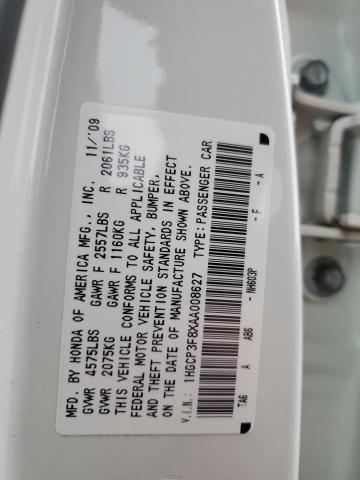 MFD. BY HONDA OF AMERICA MFG., INC. 11/'09
GVWR 4575LBS GAWR F 2557LBS R 2061LBS
GVWR 2075KG GAWR F 1160KG R 935KG
THIS VEHICLE CONFORMS TO ALL APPLICABLE
FEDERAL MOTOR VEHICLE SAFETY, BUMPER,
AND THEFT PREVENTION STANDARDS IN EFFECT
ON THE DATE OF MANUFACTURE SHOWN ABOVE.
V.I.N.: 1HGCP3F8XAA008627 TYPE: PASSENGER CAR
TA6 A AB6 - NH603P - F - A